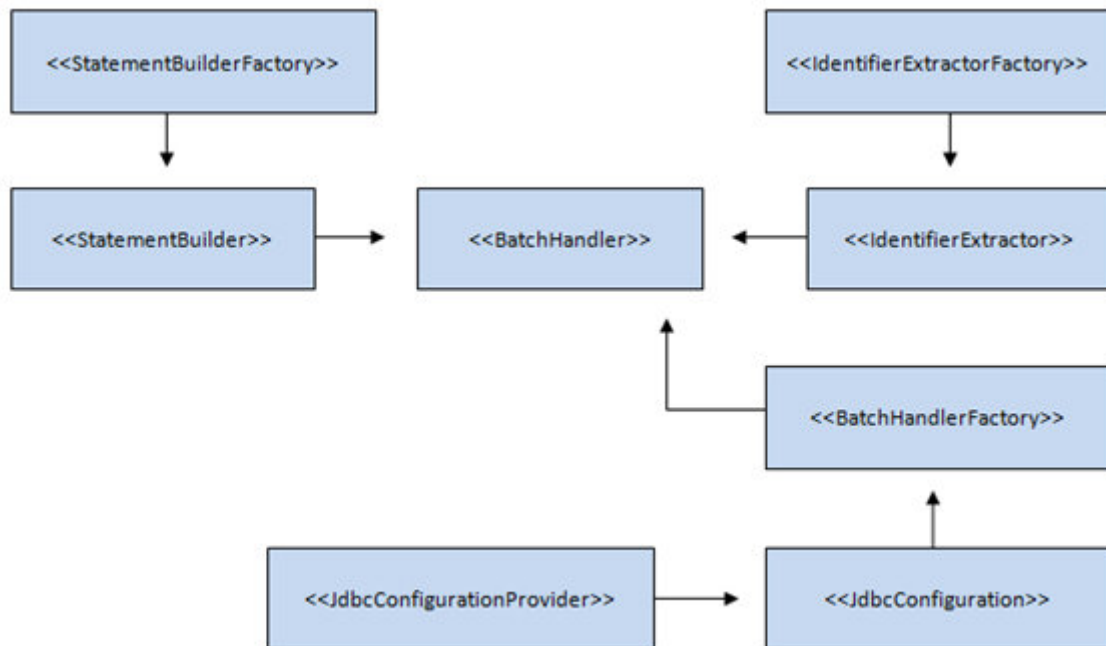 <<StatementBuilderFactory>>
<<IdentifierExtractorFactory>>
<<StatementBuilder>>
<<BatchHandler>>
<<IdentifierExtractor>>
<<BatchHandlerFactory>>
<<JdbcConfigurationProvider>>
<<JdbcConfiguration>>